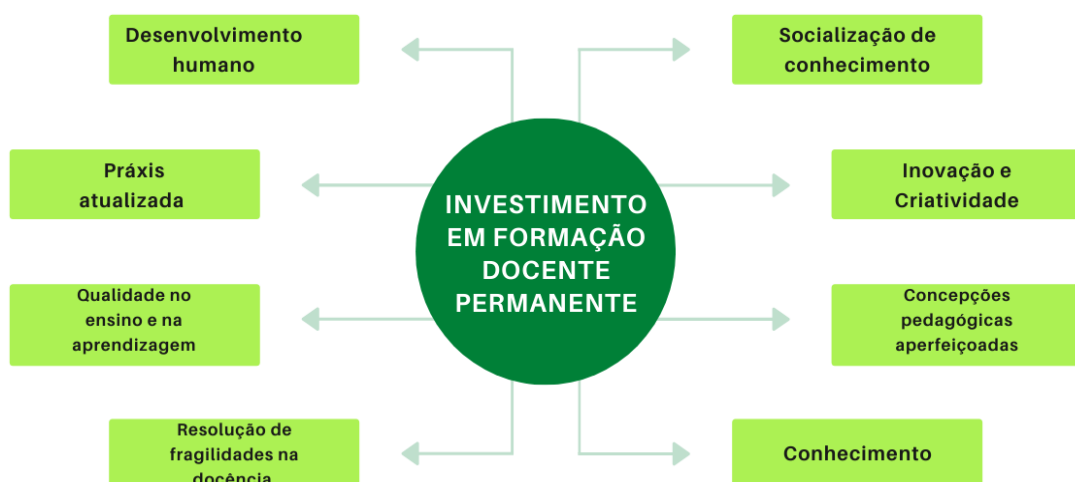 Desenvolvimento
humano
Socialização de
conhecimento
Práxis
atualizada
INVESTIMENTO
EM FORMAÇÃO
DOCENTE
PERMANENTE
Inovação e
Criatividade
Qualidade no
ensino e na
aprendizagem
Concepções
pedagógicas
aperfeiçoadas
Resolução de
fragilidades na
docência
Conhecimento